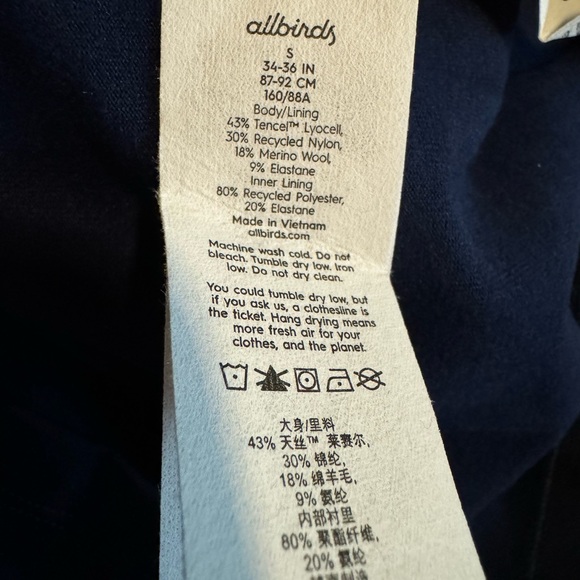 allbirds
S
34-36 IN
87-92 CM
160/88A
Body/Lining
43% Tencel™ Lyocell,
30% Recycled Nylon,
18% Merino Wool,
9% Elastane
Inner Lining
80% Recycled Polyester,
20% Elastane
Made in Vietnam
allbirds.com
Machine wash cold. Do not
bleach. Tumble dry low. Iron
low. Do not dry clean.
You could tumble dry low, but
if you ask us, a clothesline is
the ticket. Hang drying means
more fresh air for your
clothes, and the planet.
大身/里料
43% 天丝™ 莱赛尔,
30% 锦纶,
18% 绵羊毛,
9% 氨纶
内部衬里
80% 聚酯纤维,
20% 氨纶